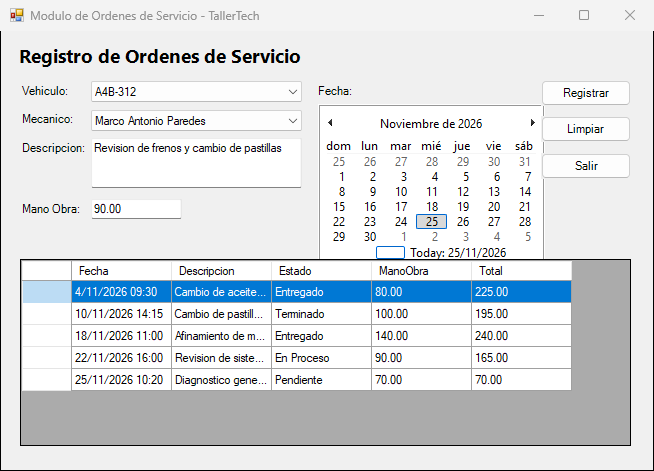 Modulo de Ordenes de Servicio - TallerTech
Registro de Ordenes de Servicio
Vehiculo: A4B-312
Mecanico: Marco Antonio Paredes
Descripcion: Revision de frenos y cambio de pastillas
Mano Obra: 90.00
Fecha:
Noviembre de 2026
dom lun mar mié jue vie sáb
25 26 27 28 29 30 31
1 2 3 4 5 6 7
8 9 10 11 12 13 14
15 16 17 18 19 20 21
22 23 24 25 26 27 28
29 30 1 2 3 4 5
Today: 25/11/2026
Registrar
Limpiar
Salir
Fecha Descripcion Estado ManoObra Total
4/11/2026 09:30 Cambio de aceite... Entregado 80.00 225.00
10/11/2026 14:15 Cambio de pastill... Terminado 100.00 195.00
18/11/2026 11:00 Afinamiento de m... Entregado 140.00 240.00
22/11/2026 16:00 Revision de siste... En Proceso 90.00 165.00
25/11/2026 10:20 Diagnostico gene... Pendiente 70.00 70.00